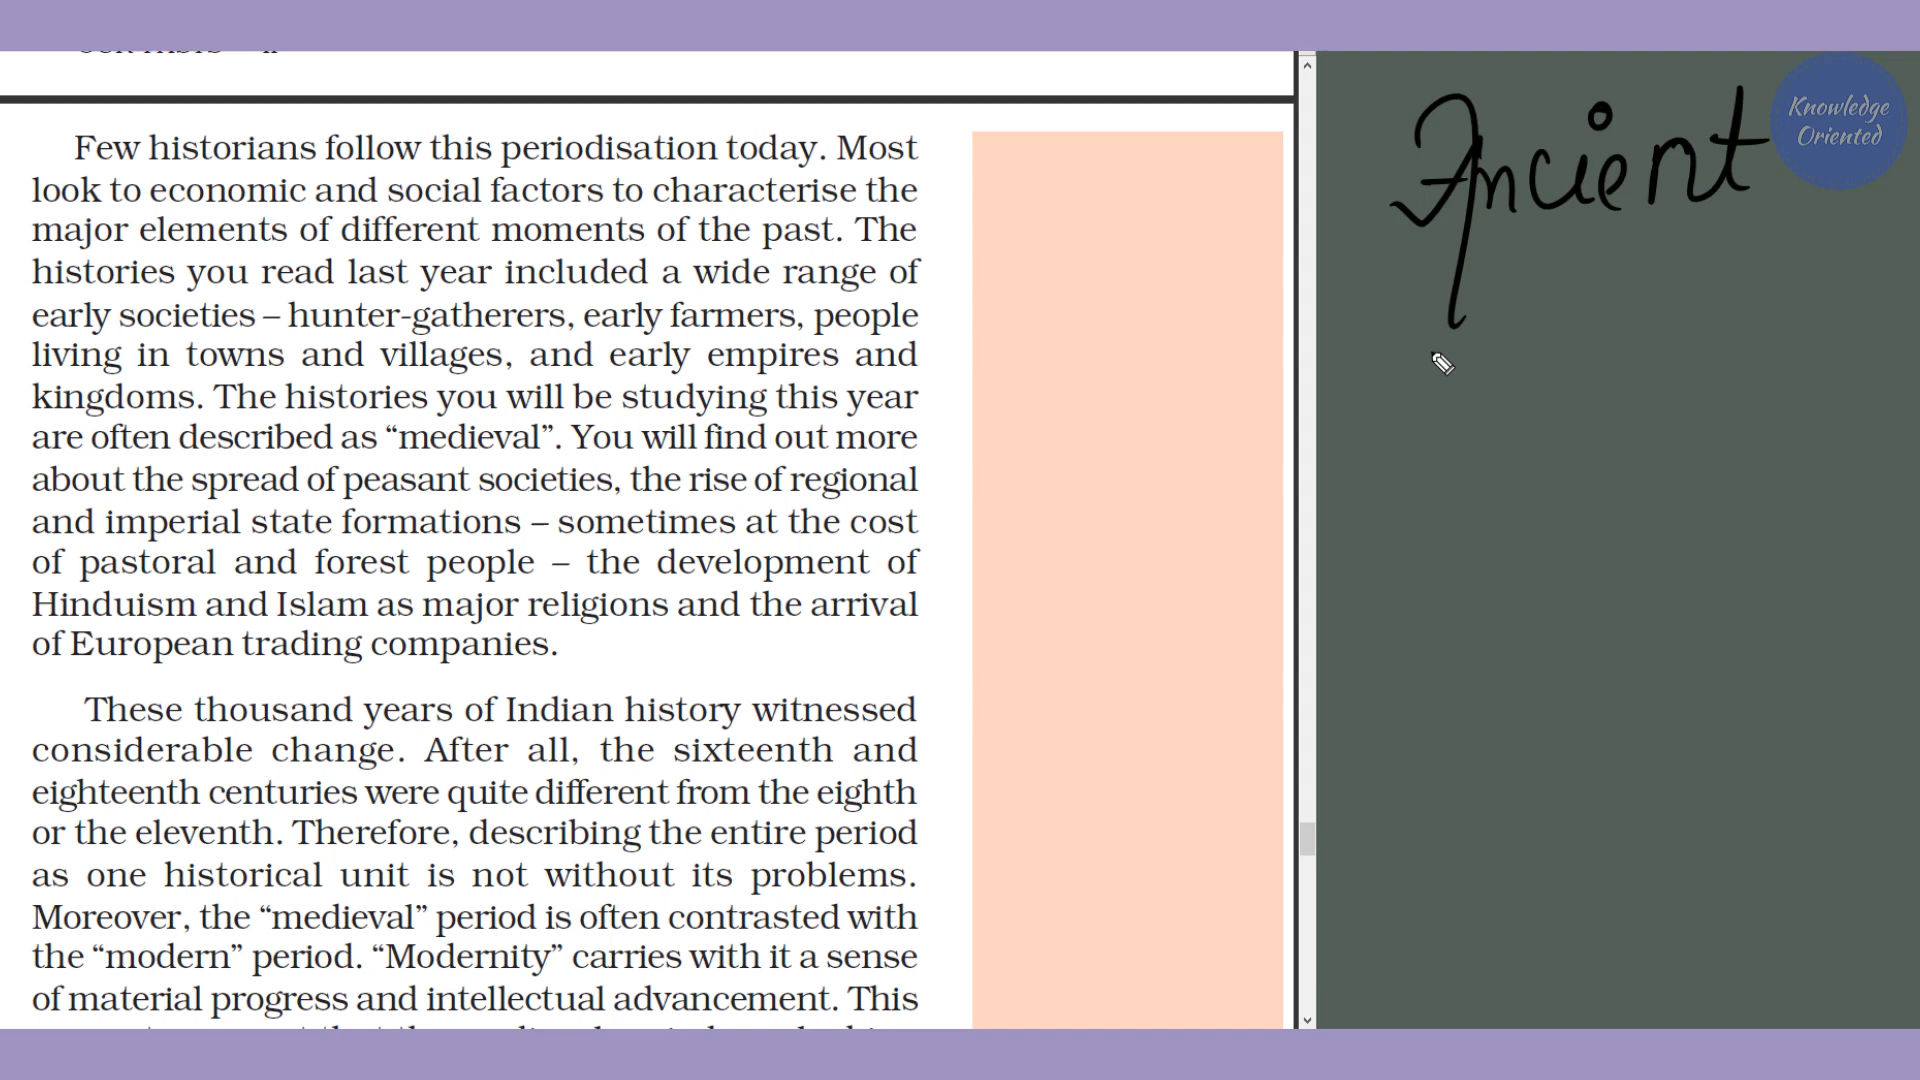 Few historians follow this periodisation today. Most
look to economic and social factors to characterise the
major elements of different moments of the past. The
histories you read last year included a wide range of
early societies – hunter-gatherers, early farmers, people
living in towns and villages, and early empires and
kingdoms. The histories you will be studying this year
are often described as “medieval”. You will find out more
about the spread of peasant societies, the rise of regional
and imperial state formations – sometimes at the cost
of pastoral and forest people – the development of
Hinduism and Islam as major religions and the arrival
of European trading companies.
These thousand years of Indian history witnessed
considerable change. After all, the sixteenth and
eighteenth centuries were quite different from the eighth
or the eleventh. Therefore, describing the entire period
as one historical unit is not without its problems.
Moreover, the “medieval” period is often contrasted with
the “modern” period. “Modernity” carries with it a sense
of material progress and intellectual advancement. This
Ancient
Knowledge
Oriented